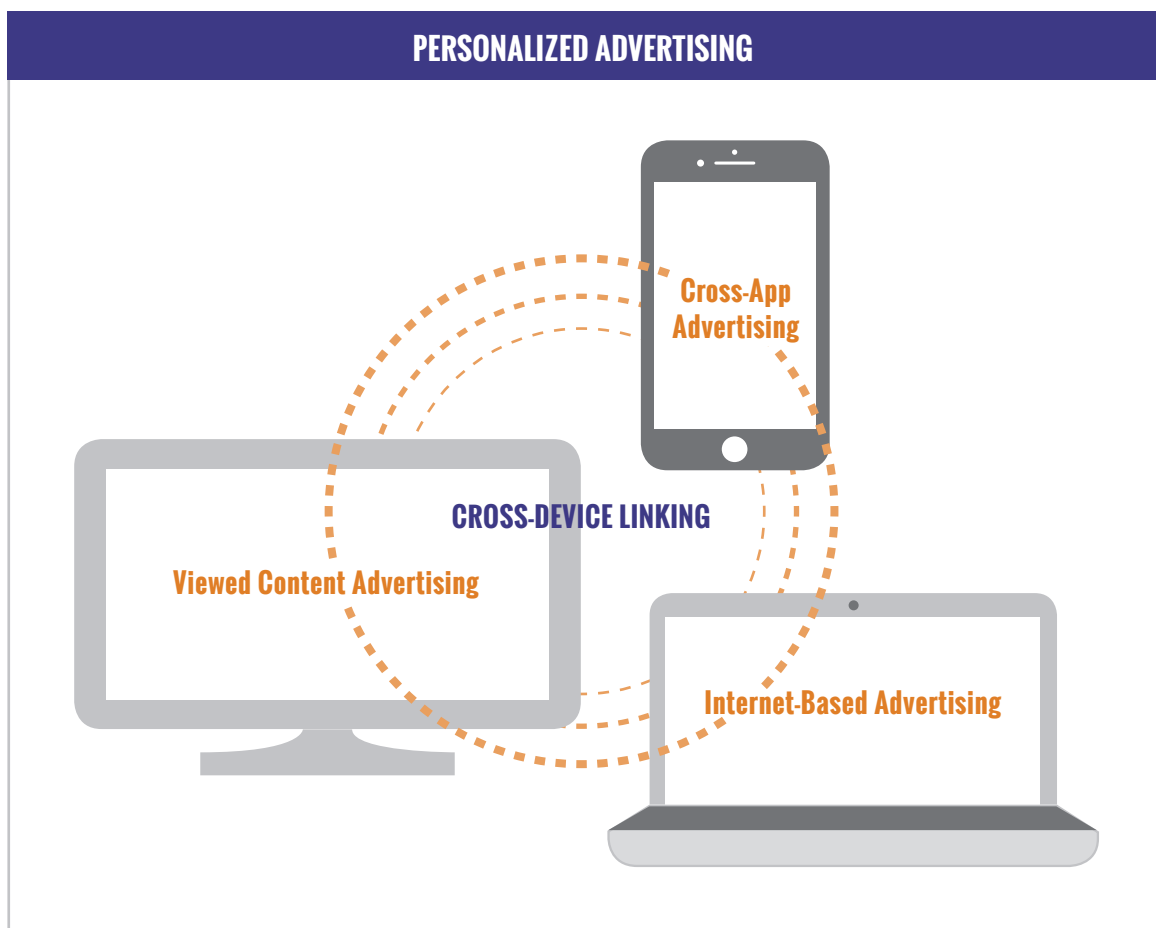 PERSONALIZED ADVERTISING
Cross-App
Advertising
CROSS-DEVICE LINKING
Viewed Content Advertising
Internet-Based Advertising